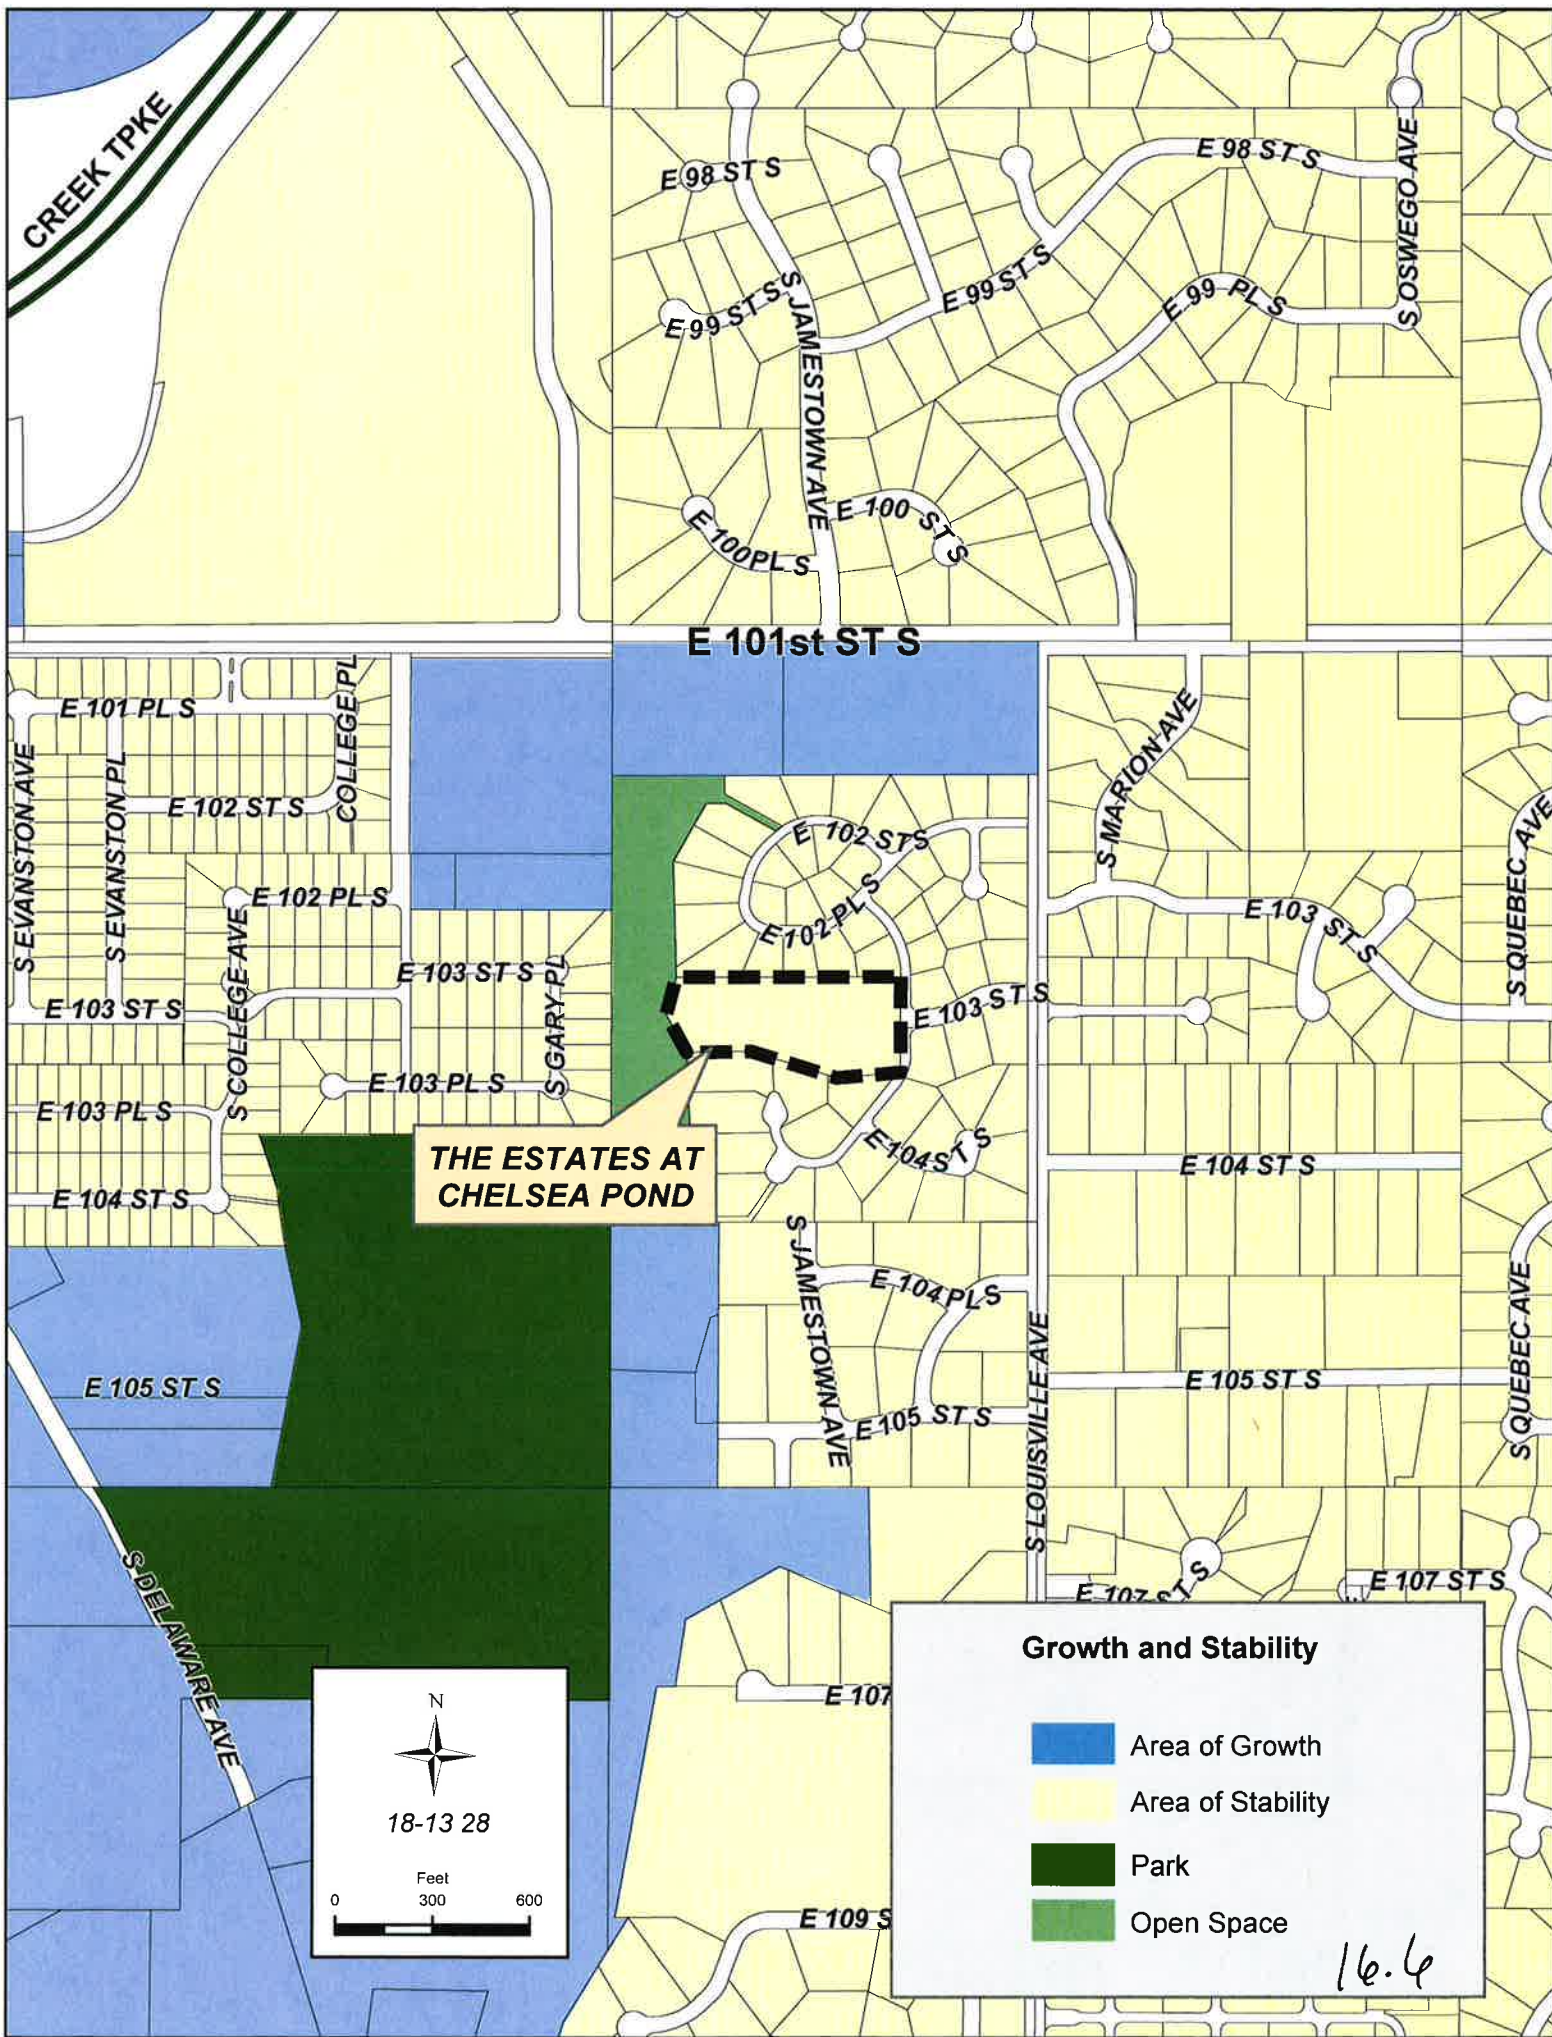 CREEK TPKE
E 98 ST S
E 98 ST S
S OSWEGO AVE
E 99 ST S
S JAMESTOWN AVE
E 99 ST S
E 99 PL S
E 100 ST S
E 100 PL S
E 101st ST S
E 101 PL S
COLLEGE PL
S EVANSTON AVE
S EVANSTON PL
E 102 ST S
S MARION AVE
E 102 ST S
S QUEBEC AVE
E 102 PL S
E 102 PL S
S COLLEGE AVE
E 103 ST S
E 103 ST S
S GARY PL
E 103 ST S
E 103 ST S
E 103 PL S
E 103 PL S
E 104 ST S
THE ESTATES AT
CHELSEA POND
E 104 ST S
E 104 ST S
S JAMESTOWN AVE
E 104 PL S
S QUEBEC AVE
E 105 ST S
E 105 ST S
E 105 ST S
S LOUISVILLE AVE
S DELAWARE AVE
E 107 ST S
E 107 ST S
E 107
E 109 S
Growth and Stability
Area of Growth
Area of Stability
Park
Open Space
N
18-13 28
Feet
0 300 600
16.6